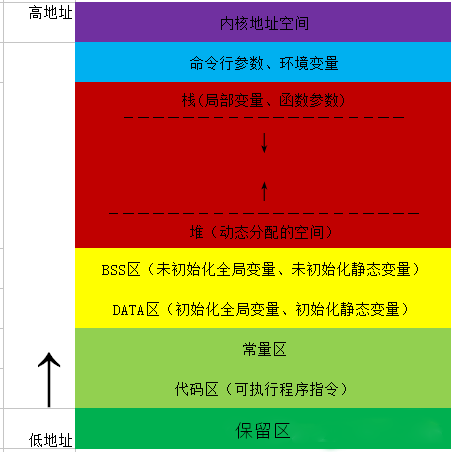 高地址
内核地址空间
命令行参数、环境变量
栈(局部变量、函数参数)
堆（动态分配的空间）
BSS区（未初始化全局变量、未初始化静态变量）
DATA区（初始化全局变量、初始化静态变量）
常量区
代码区（可执行程序指令）
低地址
保留区